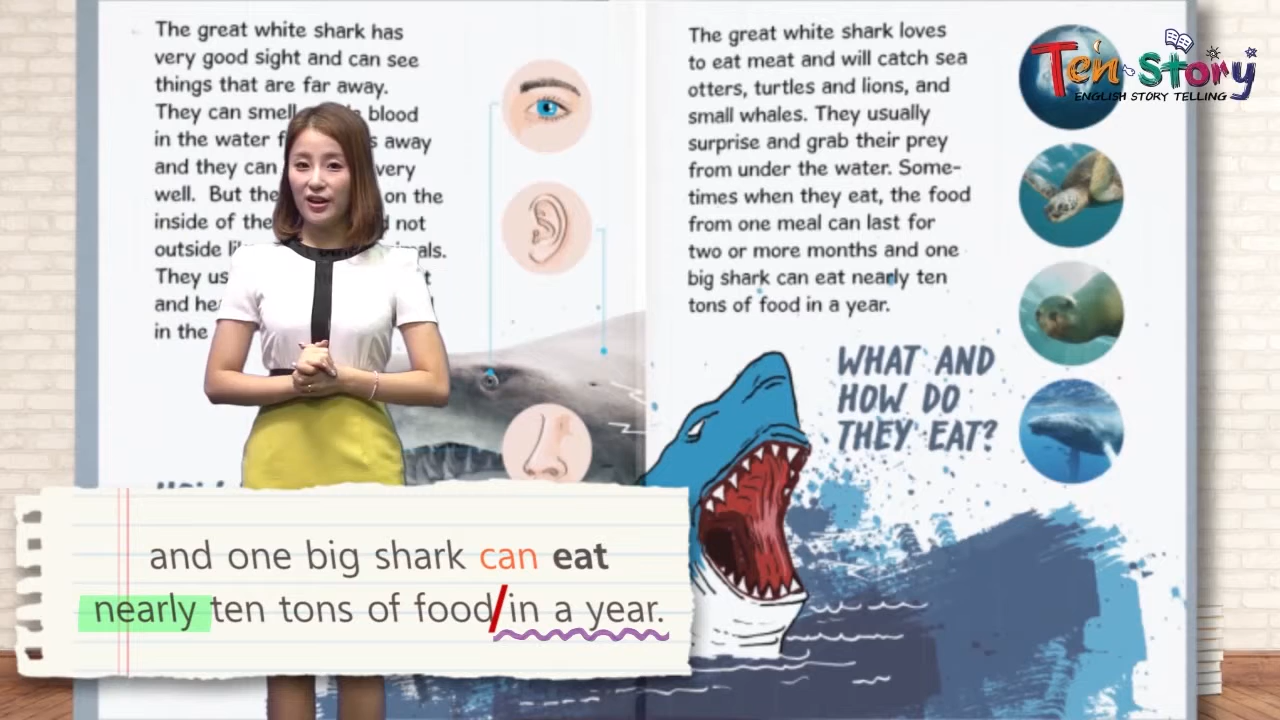 The great white shark has
very good sight and can see
things that are far away.
They can smell blood
in the water away
and they can very
well. But the on the
inside of the not
outside
They
and
in the
The great white shark loves
to eat meat and will catch sea
otters, turtles and lions, and
small whales. They usually
surprise and grab their prey
from under the water. Some-
times when they eat, the food
from one meal can last for
two or more months and one
big shark can eat nearly ten
tons of food in a year.
WHAT AND
HOW DO
THEY EAT?
Ten Story
ENGLISH STORY TELLING
and one big shark can eat
nearly ten tons of food/in a year.